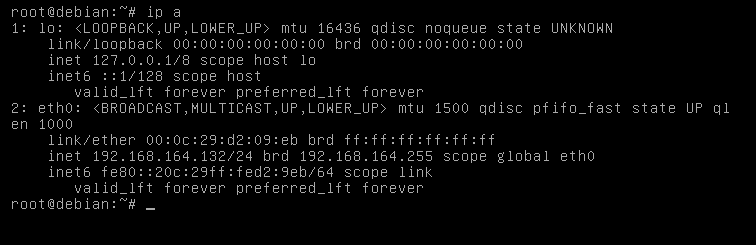 root@debian:~# ip a
1: lo: <LOOPBACK,UP,LOWER_UP> mtu 16436 qdisc noqueue state UNKNOWN
    link/loopback 00:00:00:00:00:00 brd 00:00:00:00:00:00
    inet 127.0.0.1/8 scope host lo
    inet6 ::1/128 scope host
       valid_lft forever preferred_lft forever
2: eth0: <BROADCAST,MULTICAST,UP,LOWER_UP> mtu 1500 qdisc pfifo_fast state UP ql
en 1000
    link/ether 00:0c:29:d2:09:eb brd ff:ff:ff:ff:ff:ff
    inet 192.168.164.132/24 brd 192.168.164.255 scope global eth0
    inet6 fe80::20c:29ff:fed2:9eb/64 scope link
       valid_lft forever preferred_lft forever
root@debian:~# _